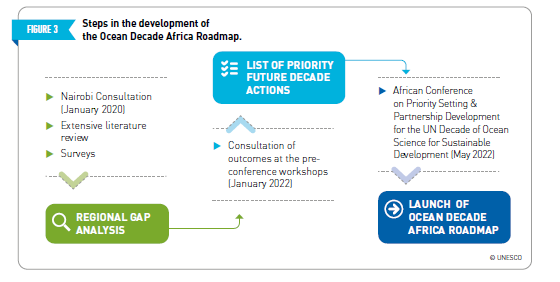 FIGURE 3
Steps in the development of
the Ocean Decade Africa Roadmap.
Nairobi Consultation
(January 2020)
Extensive literature
review
Surveys
REGIONAL GAP
ANALYSIS
LIST OF PRIORITY
FUTURE DECADE
ACTIONS
Consultation of
outcomes at the pre-
conference workshops
(January 2022)
African Conference
on Priority Setting &
Partnership Development
for the UN Decade of Ocean
Science for Sustainable
Development (May 2022)
LAUNCH OF
OCEAN DECADE
AFRICA ROADMAP
© UNESCO